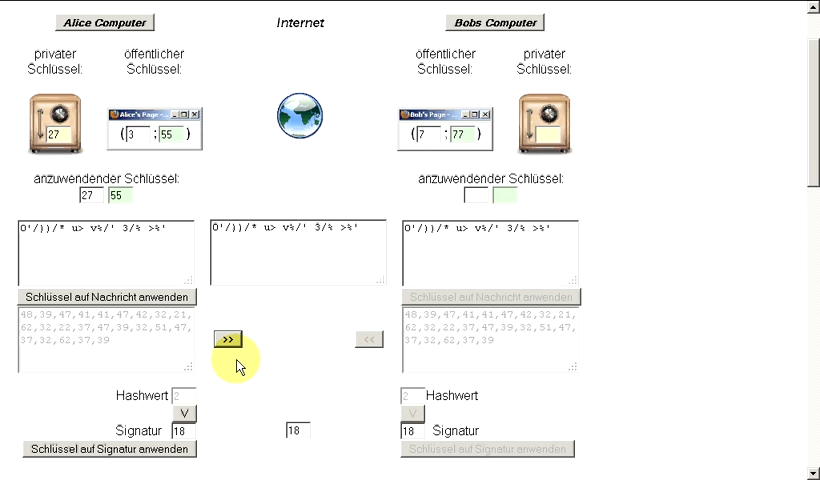 Alice Computer
Internet
Bobs Computer
privater
Schlüssel:
öffentlicher
Schlüssel:
öffentlicher
Schlüssel:
privater
Schlüssel:
27
Alice's Page - ...
(3 ; 55)
Bob's Page - ...
(7 ; 77)
anzuwendender Schlüssel:
27 55
anzuwendender Schlüssel:
O'/))/* u> v%/' 3/% >%'
O'/))/* u> v%/' 3/% >%'
O'/))/* u> v%/' 3/% >%'
Schlüssel auf Nachricht anwenden
Schlüssel auf Nachricht anwenden
48,39,47,41,41,47,42,32,21,
62,32,22,37,47,39,32,51,47,
37,32,62,37,39
>>
<<
48,39,47,41,41,47,42,32,21,
62,32,22,37,47,39,32,51,47,
37,32,62,37,39
Hashwert 2
2 Hashwert
V
V
Signatur 18
18
18 Signatur
Schlüssel auf Signatur anwenden
Schlüssel auf Signatur anwenden